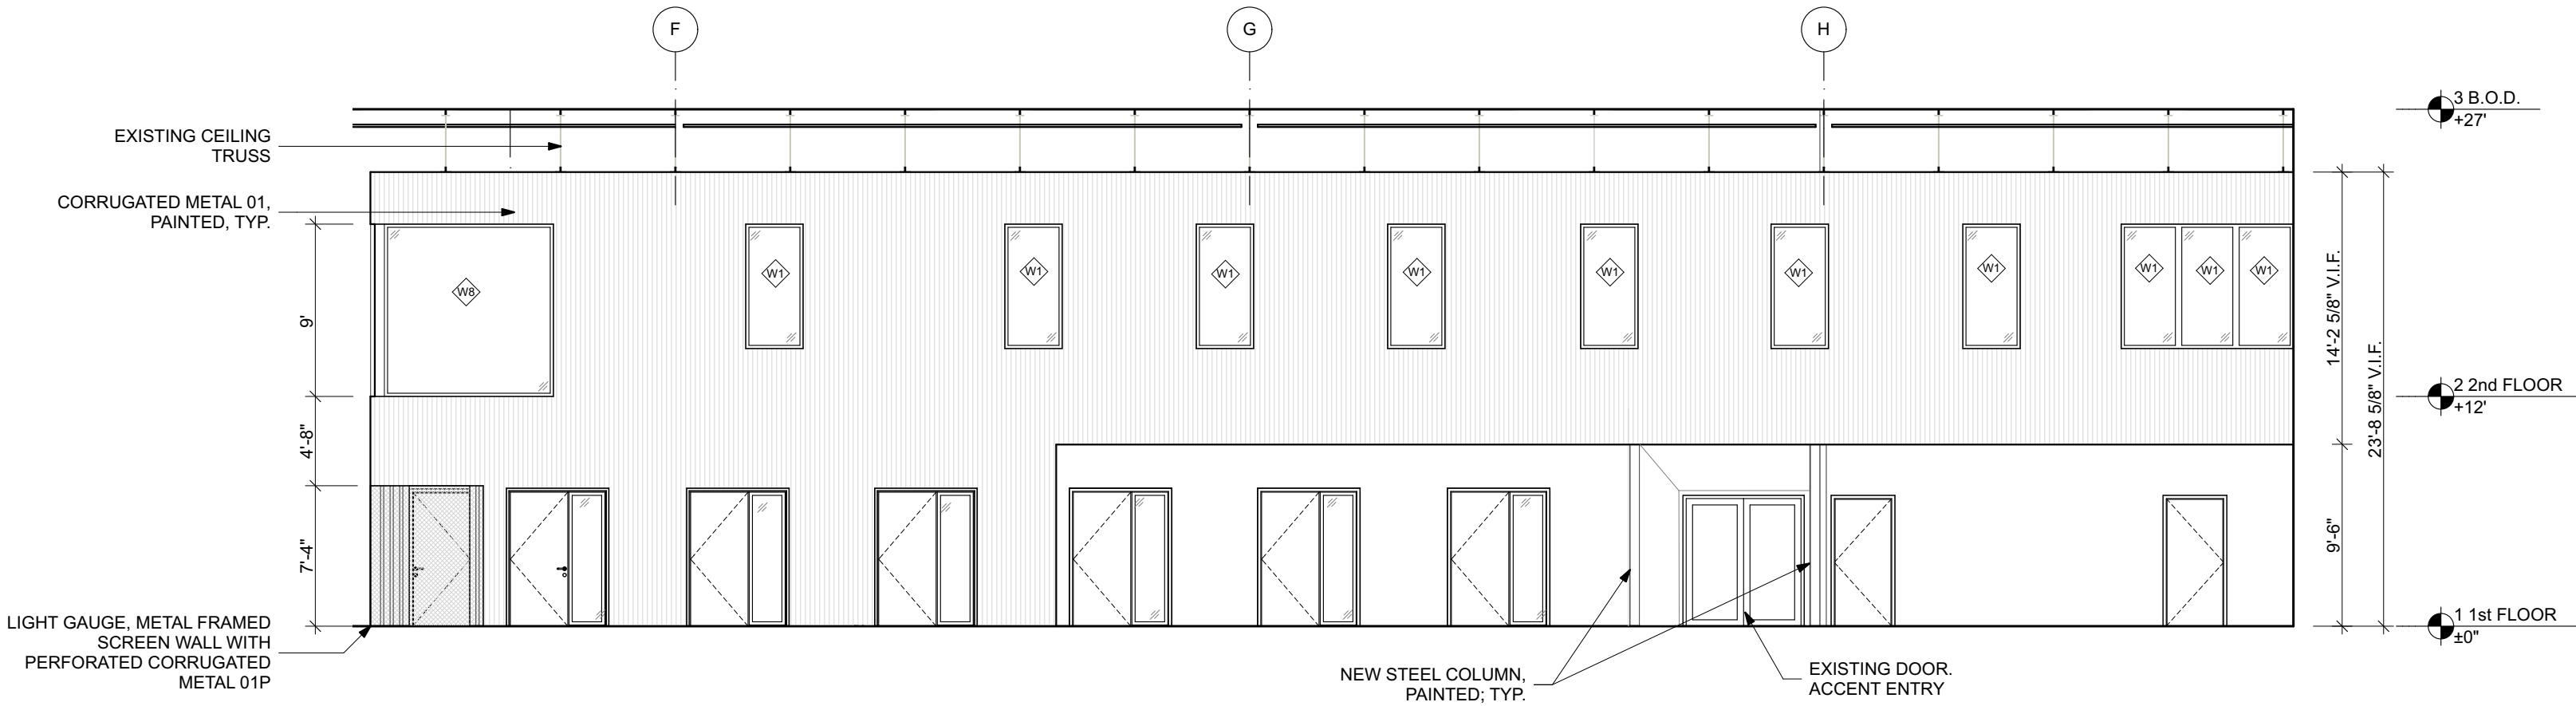 F
G
H
3 B.O.D.
+27'
EXISTING CEILING
TRUSS
CORRUGATED METAL 01,
PAINTED, TYP.
W8
W1
W1
W1
W1
W1
W1
W1
W1
W1
W1
9'
4'-8"
7'-4"
14'-2 5/8" V.I.F.
23'-8 5/8" V.I.F.
9'-6"
2 2nd FLOOR
+12'
1 1st FLOOR
±0"
LIGHT GAUGE, METAL FRAMED
SCREEN WALL WITH
PERFORATED CORRUGATED
METAL 01P
NEW STEEL COLUMN,
PAINTED; TYP.
EXISTING DOOR.
ACCENT ENTRY